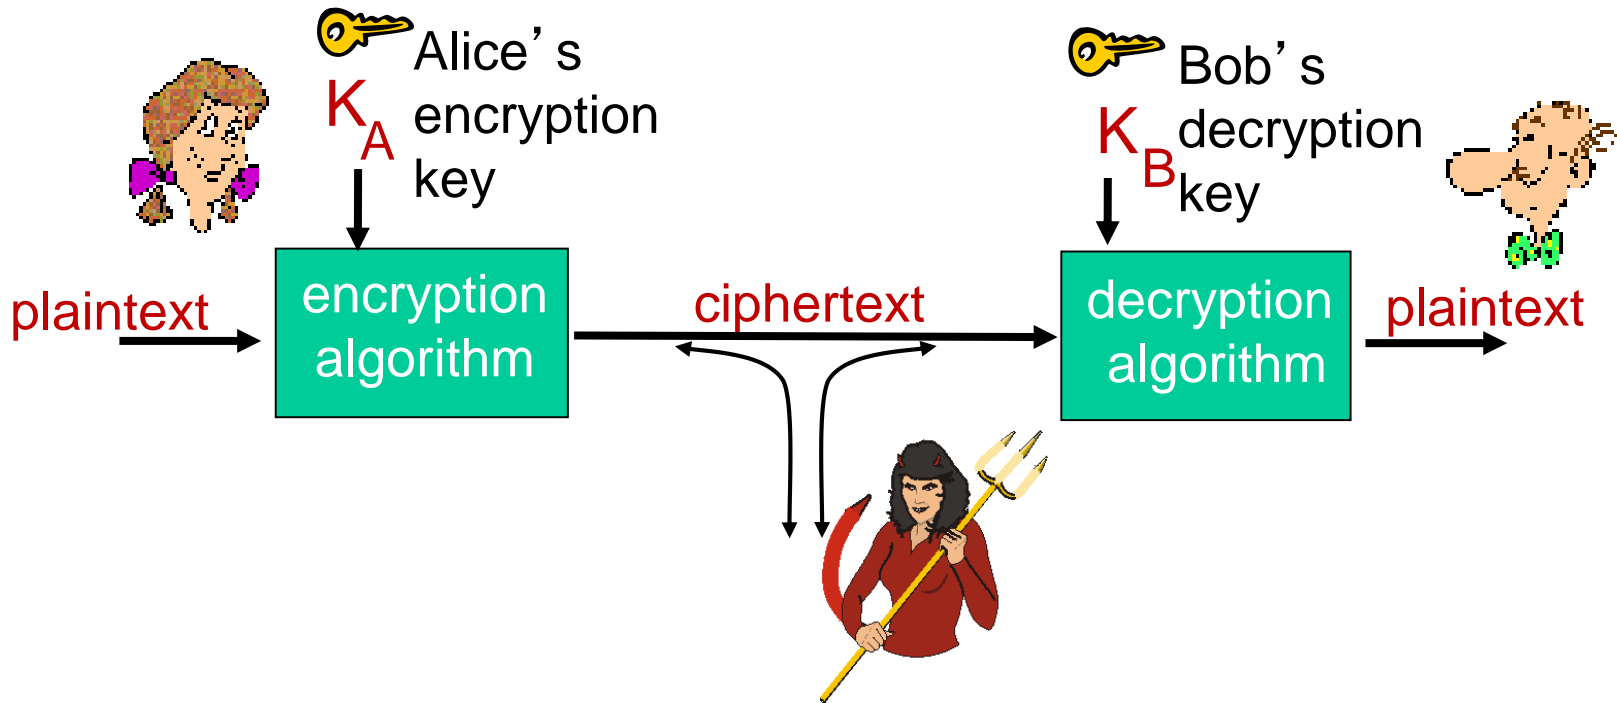 Alice’s
encryption
key
K
A
Bob’s
decryption
key
K
B
plaintext
encryption
algorithm
ciphertext
decryption
algorithm
plaintext